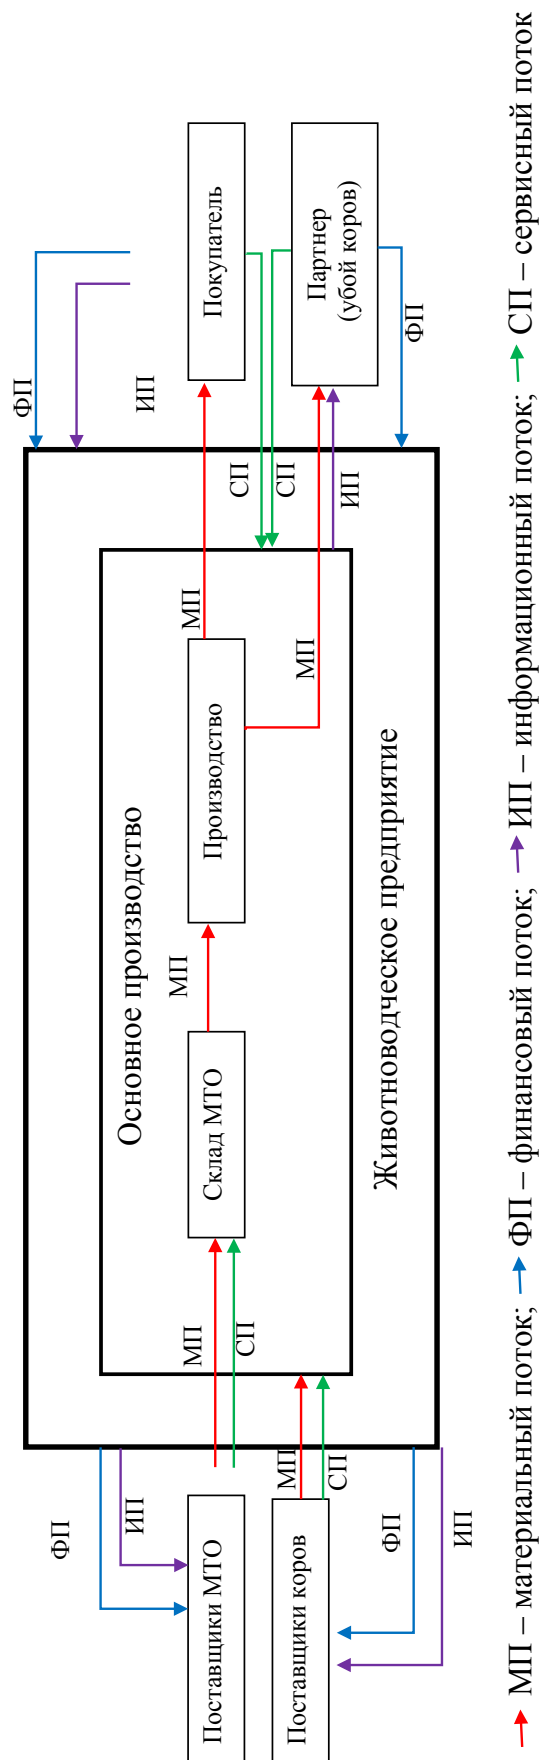 ФП
ИП
Покупатель
Партнер
(убой коров)
ФП
СП
СП
ИП
МП
МП
Основное производство
Производство
Животноводческое предприятие
МП
Склад МТО
МП
СП
МП
СП
ФП
ИП
Поставщики МТО
Поставщики коров
ФП
ИП
МП – материальный поток; ФП – финансовый поток; ИП – информационный поток; СП – сервисный поток